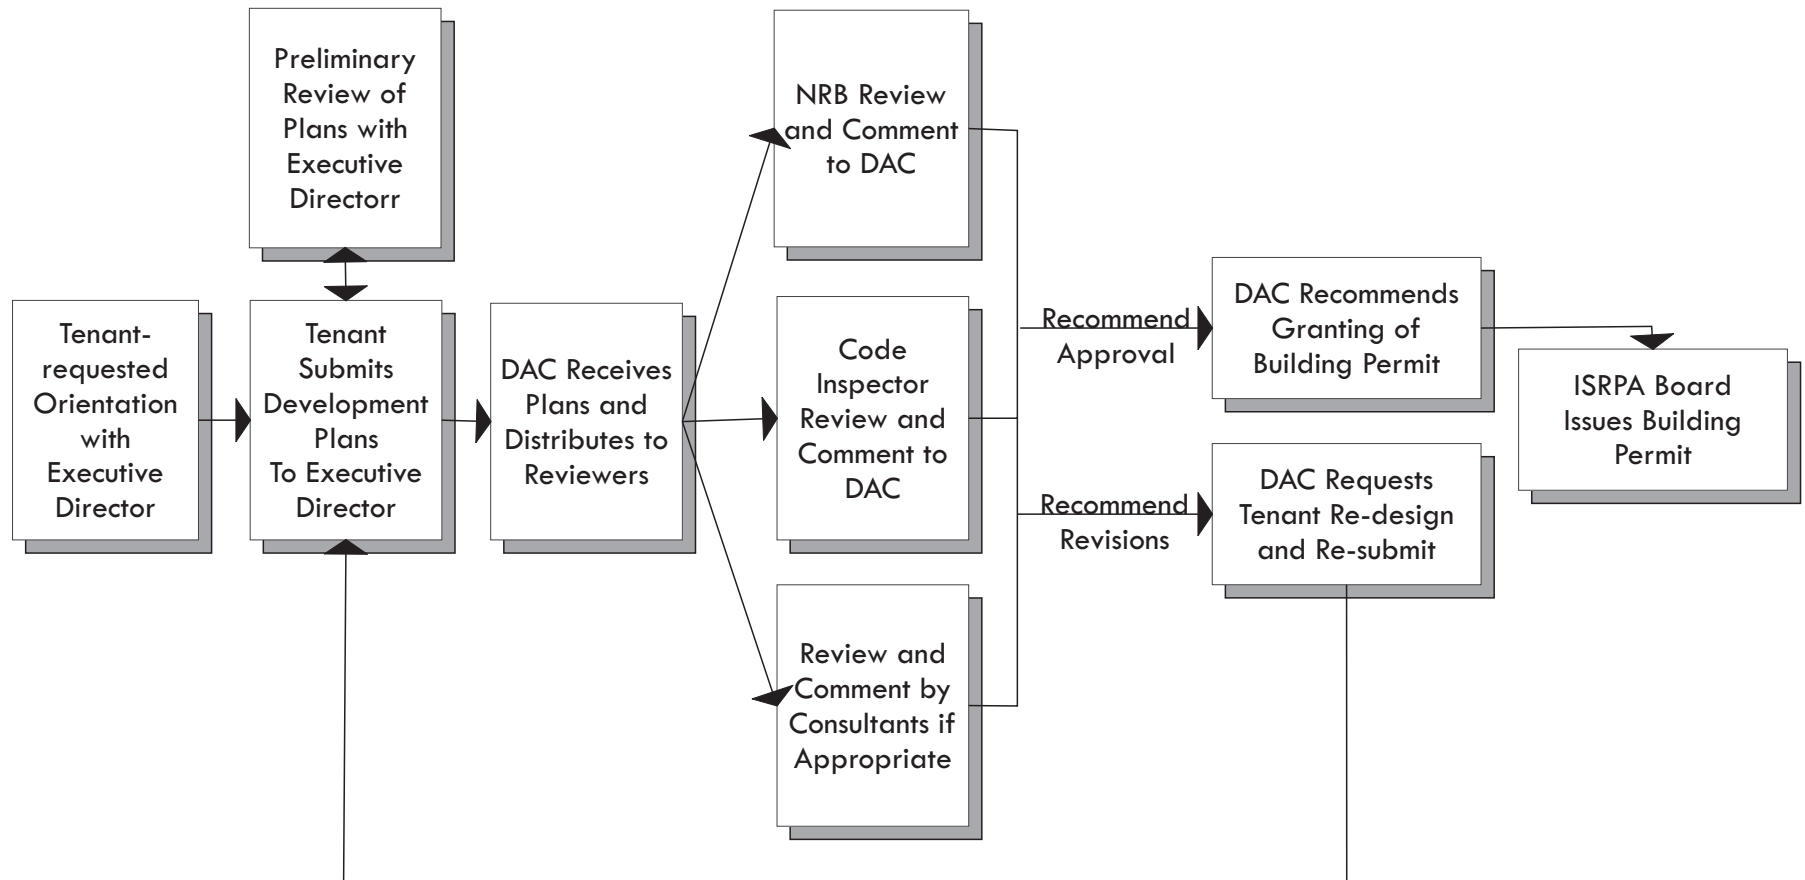 Preliminary
Review of
Plans with
Executive
Directorr
Tenant-
requested
Orientation
with
Executive
Director
Tenant
Submits
Development
Plans
To Executive
Director
DAC Receives
Plans and
Distributes to
Reviewers
NRB Review
and Comment
to DAC
Code
Inspector
Review and
Comment to
DAC
Review and
Comment by
Consultants if
Appropriate
Recommend
Approval
Recommend
Revisions
DAC Recommends
Granting of
Building Permit
DAC Requests
Tenant Re-design
and Re-submit
ISRPA Board
Issues Building
Permit